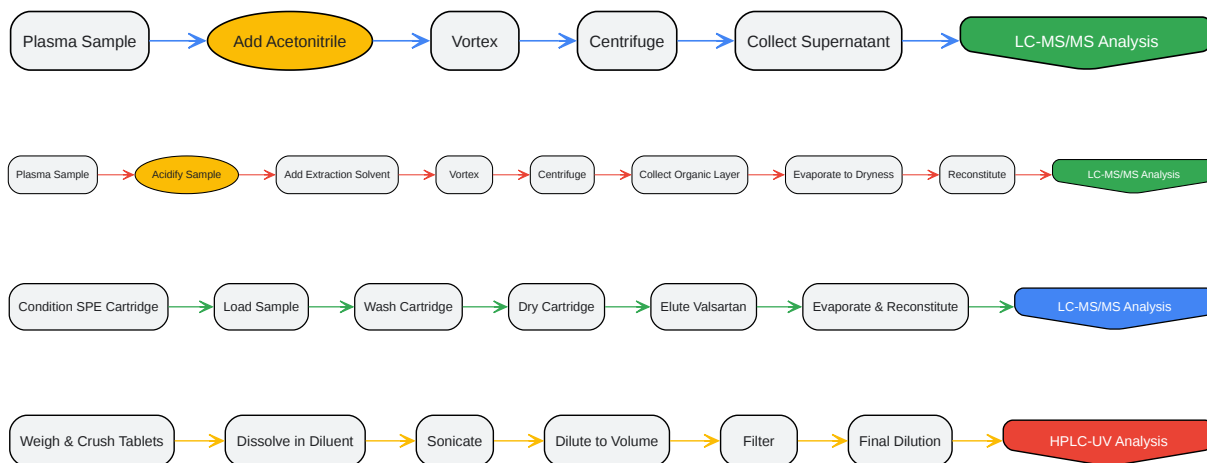 Plasma Sample
Add Acetonitrile
Vortex
Centrifuge
Collect Supernatant
LC-MS/MS Analysis
Plasma Sample
Acidify Sample
Add Extraction Solvent
Vortex
Centrifuge
Collect Organic Layer
Evaporate to Dryness
Reconstitute
LC-MS/MS Analysis
Condition SPE Cartridge
Load Sample
Wash Cartridge
Dry Cartridge
Elute Valsartan
Evaporate & Reconstitute
LC-MS/MS Analysis
Weigh & Crush Tablets
Dissolve in Diluent
Sonicate
Dilute to Volume
Filter
Final Dilution
HPLC-UV Analysis